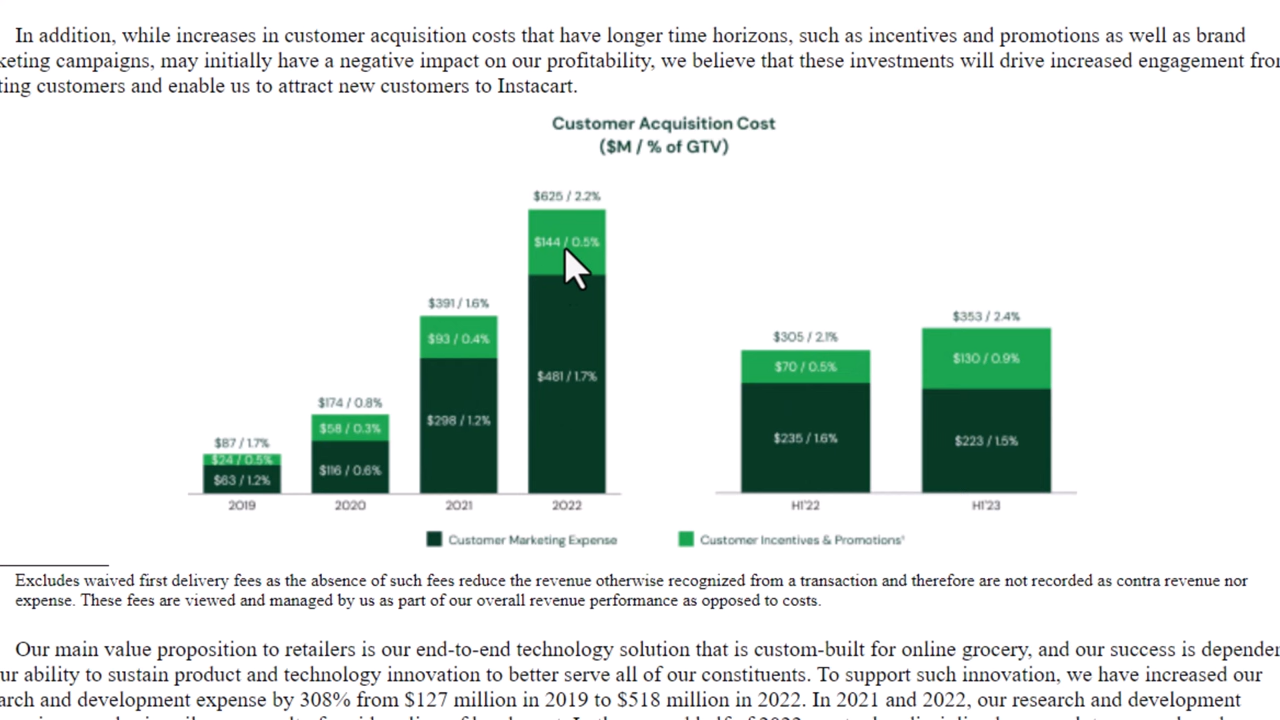 In addition, while increases in customer acquisition costs that have longer time horizons, such as incentives and promotions as well as brand
keting campaigns, may initially have a negative impact on our profitability, we believe that these investments will drive increased engagement from
ting customers and enable us to attract new customers to Instacart.
Customer Acquisition Cost
($M / % of GTV)
$625 / 2.2%
$144 / 0.5%
$391 / 1.6%
$353 / 2.4%
$305 / 2.1%
$93 / 0.4%
$130 / 0.9%
$70 / 0.5%
$481 / 1.7%
$174 / 0.8%
$298 / 1.2%
$58 / 0.3%
$235 / 1.6%
$223 / 1.5%
$87 / 1.7%
$24 / 0.5%
$116 / 0.6%
$63 / 1.2%
2019 2020 2021 2022 H1'22 H1'23
Customer Marketing Expense Customer Incentives & Promotions¹
Excludes waived first delivery fees as the absence of such fees reduce the revenue otherwise recognized from a transaction and therefore are not recorded as contra revenue nor
expense. These fees are viewed and managed by us as part of our overall revenue performance as opposed to costs.
Our main value proposition to retailers is our end-to-end technology solution that is custom-built for online grocery, and our success is depender
ur ability to sustain product and technology innovation to better serve all of our constituents. To support such innovation, we have increased our
arch and development expense by 308% from $127 million in 2019 to $518 million in 2022. In 2021 and 2022, our research and development